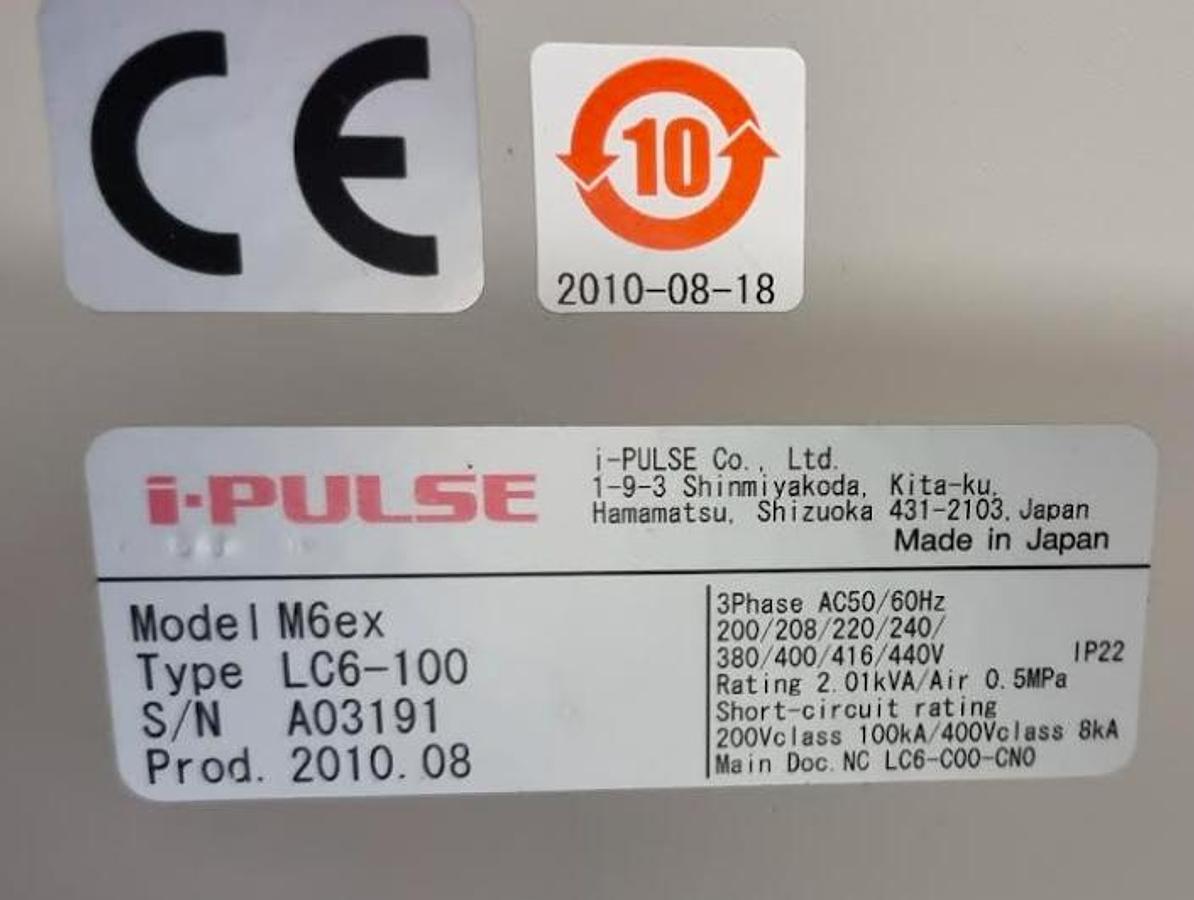 CE
10
2010-08-18
i-PULSE
i-PULSE Co., Ltd.
1-9-3 Shinmiyakoda, Kita-ku,
Hamamatsu, Shizuoka 431-2103, Japan
Made in Japan
Model M6ex
Type LC6-100
S/N A03191
Prod. 2010.08
3Phase AC50/60Hz
200/208/220/240/
380/400/416/440V IP22
Rating 2.01kVA/Air 0.5MPa
Short-circuit rating
200Vclass 100kA/400Vclass 8kA
Main Doc. NC LC6-C00-CN0